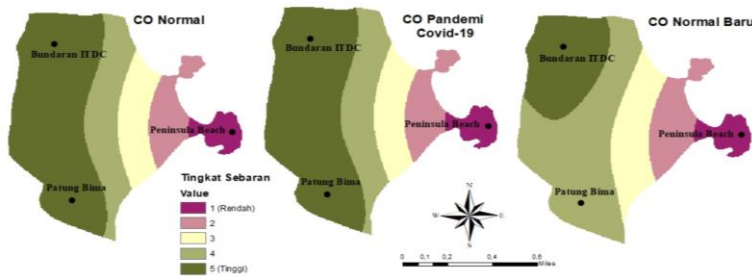 CO Normal
Bundaran ITDC
Peninsula Beach
Patung Bima
CO Pandemi
Covid-19
Bundaran ITDC
Peninsula Beach
Patung Bima
CO Normal Baru
Bundaran ITDC
Peninsula Beach
Patung Bima
Tingkat Sebaran
Value
1 (Rendah)
2
3
4
5 (Tinggi)
N
W
E
S
0 0,1 0,2 0,4 0,6
Miles